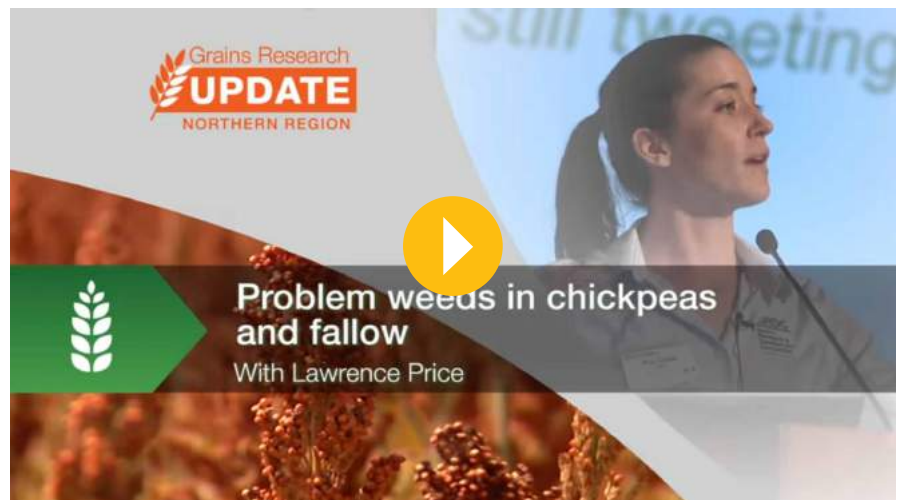 still tweeting
Grains Research
UPDATE
NORTHERN REGION
Problem weeds in chickpeas
and fallow
With Lawrence Price